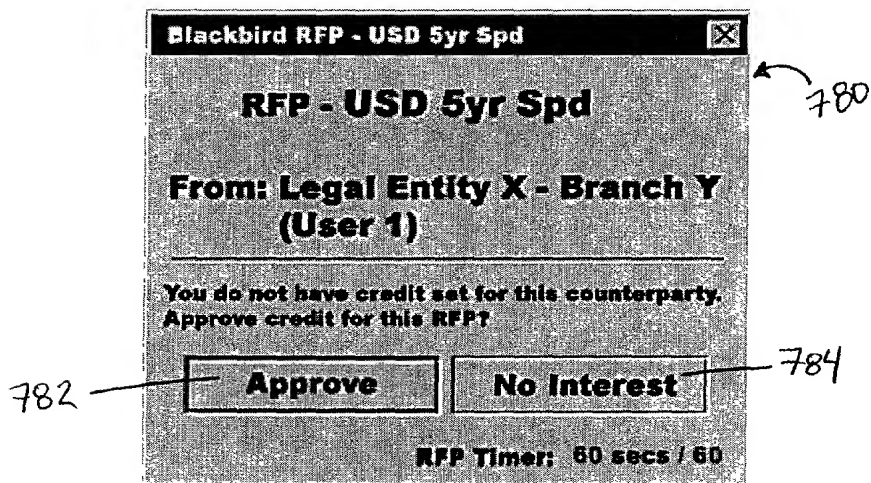 Blackbird RFP - USD 5yr Spd
780
RFP - USD 5yr Spd
From: Legal Entity X - Branch Y
(User 1)
You do not have credit set for this counterparty.
Approve credit for this RFP?
782
Approve
No Interest
784
RFP Timer: 60 secs / 60